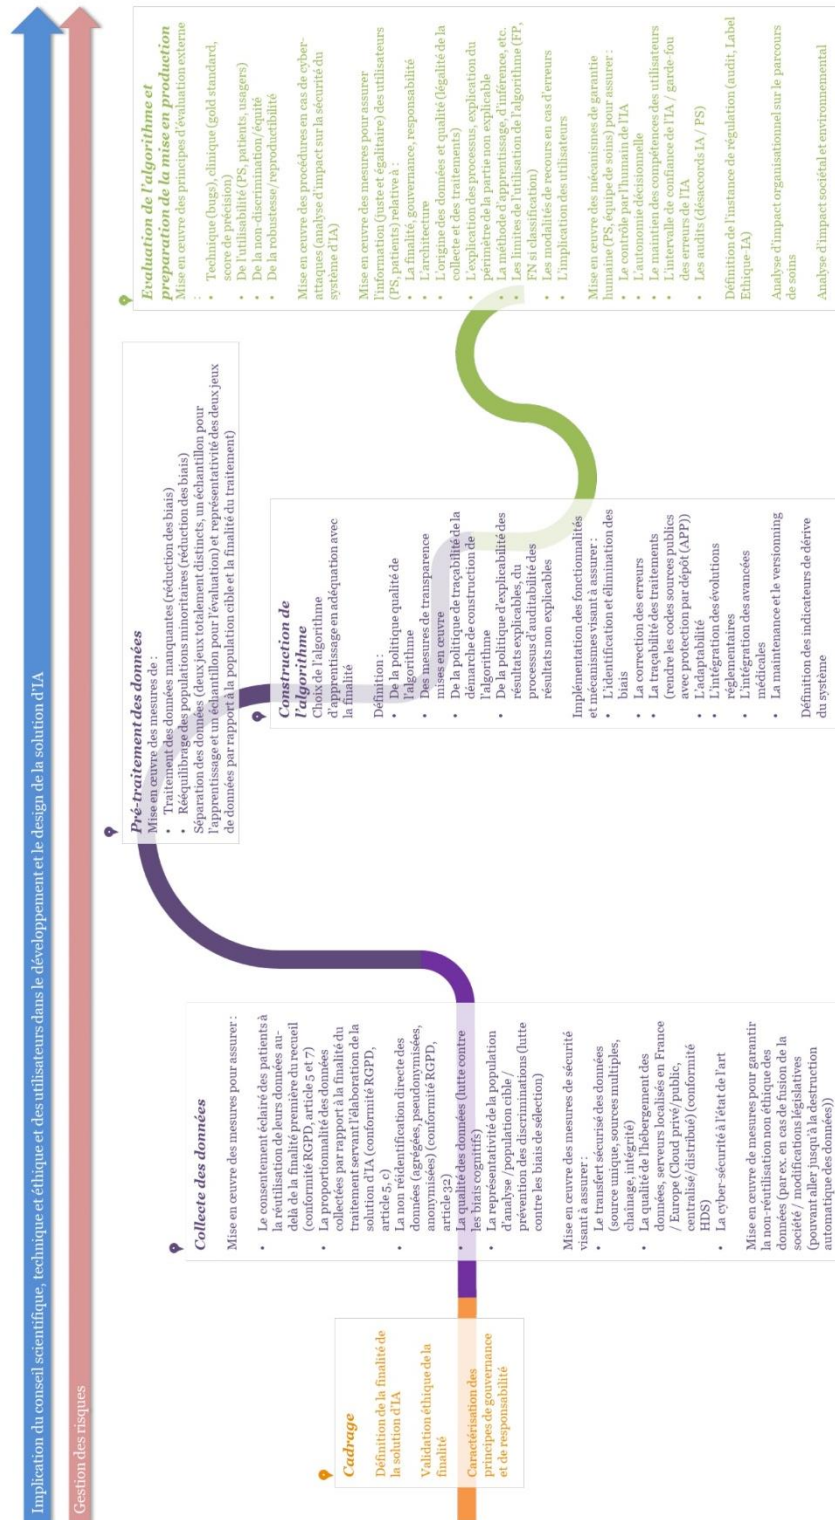 Implication du conseil scientifique, technique et éthique et des utilisateurs dans le développement et le design de la solution d'IA
Gestion des risques
Cadrage
Définition de la finalité de
la solution d'IA
Validation éthique de la
finalité
Caractérisation des
principes de gouvernance
et de responsabilité
Collecte des données
Mise en œuvre des mesures pour assurer :
• Le consentement éclairé des patients à
la réutilisation de leurs données au-
delà de la finalité première du recueil
(conformité RGPD, article 5 et 7)
• La proportionnalité des données
collectées par rapport à la finalité du
traitement servant l'élaboration de la
solution d'IA (conformité RGPD,
article 5, c)
• La non réidentification directe des
données (agrégées, pseudonymisées,
anonymisées) (conformité RGPD,
article 32)
• La qualité des données (lutte contre
les biais cognitifs)
• La représentativité de la population
d'analyse / population cible /
prévention des discriminations (lutte
contre les biais de sélection)
Mise en œuvre des mesures de sécurité
visant à assurer :
• Le transfert sécurisé des données
(source unique, sources multiples,
chaînage, intégrité)
• La qualité de l'hébergement des
données, serveurs localisés en France
/ Europe (Cloud privé/public,
centralisé/distribué) (conformité
HDS)
• La cyber-sécurité à l'état de l'art
Mise en œuvre de mesures pour garantir
la non-réutilisation non éthique des
données (par ex. en cas de fusion de la
société / modifications législatives
(pouvant aller jusqu'à la destruction
automatique des données))
Pré-traitement des données
Mise en œuvre des mesures de :
• Traitement des données manquantes (réduction des biais)
• Rééquilibrage des populations minoritaires (réduction des biais)
Séparation des données (deux jeux totalement distincts, un échantillon pour
l'apprentissage et un échantillon pour l'évaluation) et représentativité des deux jeux
de données par rapport à la population cible et la finalité du traitement)
Construction de
l'algorithme
Choix de l'algorithme
d'apprentissage en adéquation avec
la finalité
Définition :
• De la politique qualité de
l'algorithme
• Des mesures de transparence
mises en œuvre
• De la politique de traçabilité de la
démarche de construction de
l'algorithme
• De la politique d'explicabilité des
résultats explicables, du
processus d'auditabilité des
résultats non explicables
Implémentation des fonctionnalités
et mécanismes visant à assurer :
• L'identification et élimination des
biais
• La correction des erreurs
• La traçabilité des traitements
(rendre les codes sources publics
avec protection par dépôt (APP))
• L'adaptabilité
• L'intégration des évolutions
réglementaires
• L'intégration des avancées
médicales
• La maintenance et le versionning
Définition des indicateurs de dérive
du système
Evaluation de l'algorithme et
préparation de la mise en production
Mise en œuvre des principes d'évaluation externe
:
• Technique (bugs), clinique (gold standard,
score de précision)
• De l'utilisabilité (PS, patients, usagers)
• De la non-discrimination/équité
• De la robustesse/reproductibilité
Mise en œuvre des procédures en cas de cyber-
attaques (analyse d'impact sur la sécurité du
système d'IA)
Mise en œuvre des mesures pour assurer
l'information (juste et égalitaire) des utilisateurs
(PS, patients) relative à :
• La finalité, gouvernance, responsabilité
• L'architecture
• L'origine des données et qualité (légalité de la
collecte et des traitements)
• L'explication des processus, explication du
périmètre de la partie non explicable
• La méthode d'apprentissage, d'inférence, etc.
• Les limites de l'utilisation de l'algorithme (FP,
FN si classification)
• Les modalités de recours en cas d'erreurs
• L'implication des utilisateurs
Mise en œuvre des mécanismes de garantie
humaine (PS, équipe de soins) pour assurer :
• Le contrôle par l'humain de l'IA
• L'autonomie décisionnelle
• Le maintien des compétences des utilisateurs
• L'intervalle de confiance de l'IA / garde-fou
des erreurs de l'IA
• Les audits (désaccords IA / PS)
Définition de l'instance de régulation (audit, Label
Ethique-IA)
Analyse d'impact organisationnel sur le parcours
de soins
Analyse d'impact sociétal et environnemental